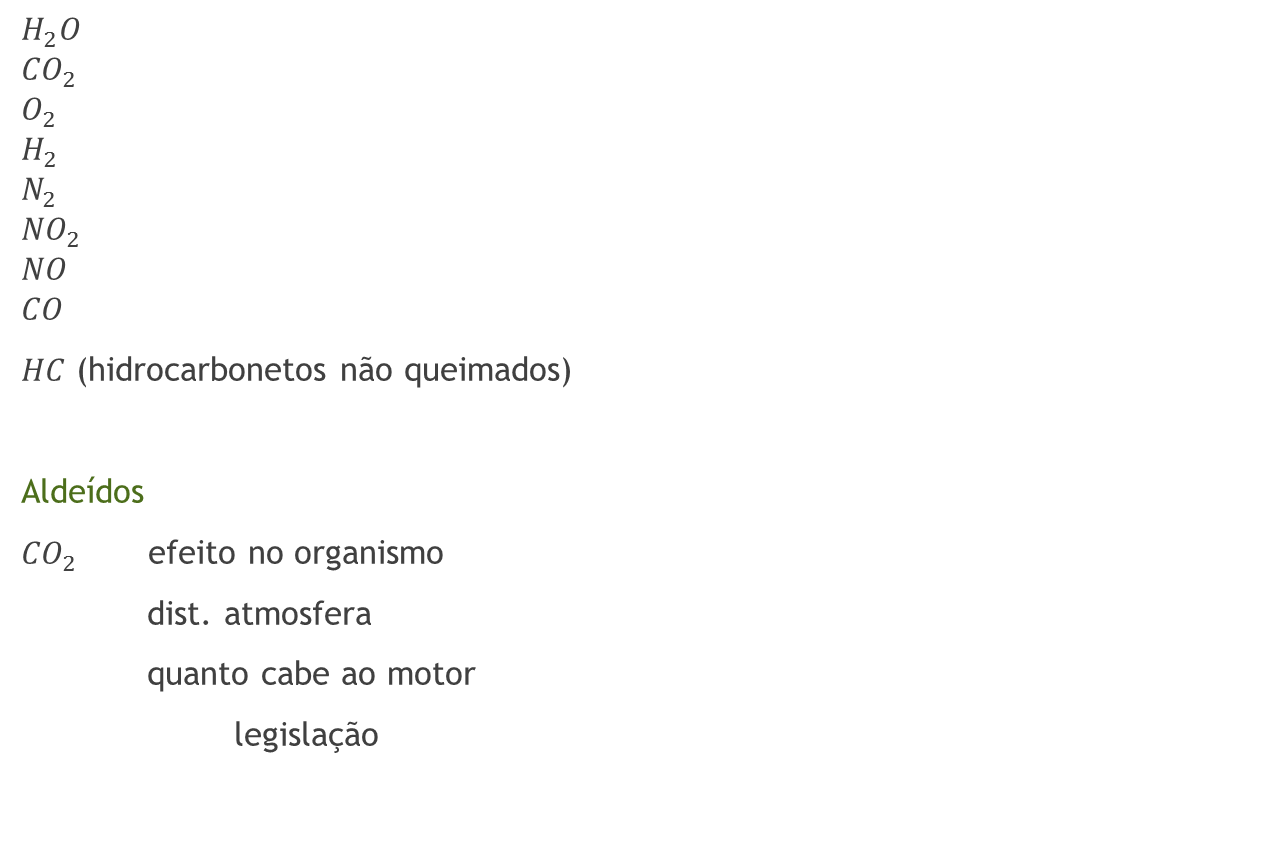 H₂O
CO₂
O₂
H₂
N₂
NO₂
NO
CO
HC (hidrocarbonetos não queimados)
Aldeídos
CO₂ efeito no organismo
dist. atmosfera
quanto cabe ao motor
legislação